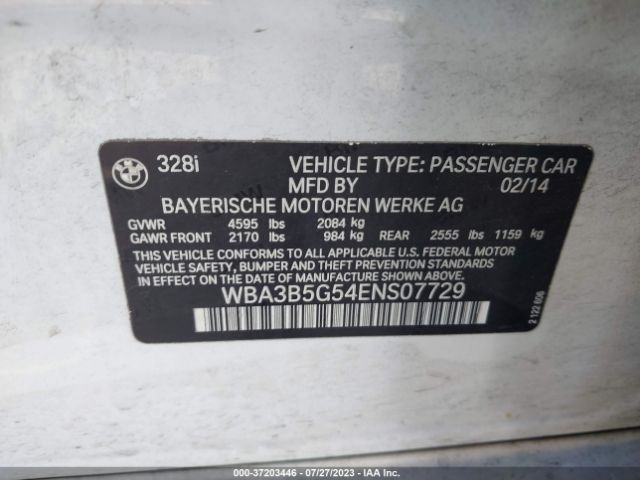 328i VEHICLE TYPE: PASSENGER CAR
MFD BY 02/14
BAYERISCHE MOTOREN WERKE AG
GVWR 4595 lbs 2084 kg
GAWR FRONT 2170 lbs 984 kg REAR 2555 lbs 1159 kg
THIS VEHICLE CONFORMS TO ALL APPLICABLE U.S. FEDERAL MOTOR
VEHICLE SAFETY, BUMPER AND THEFT PREVENTION STANDARDS
IN EFFECT ON THE DATE OF MANUFACTURE SHOWN ABOVE.
WBA3B5G54ENS07729
2 122 606
000-37203446 - 07/27/2023 - IAA Inc.